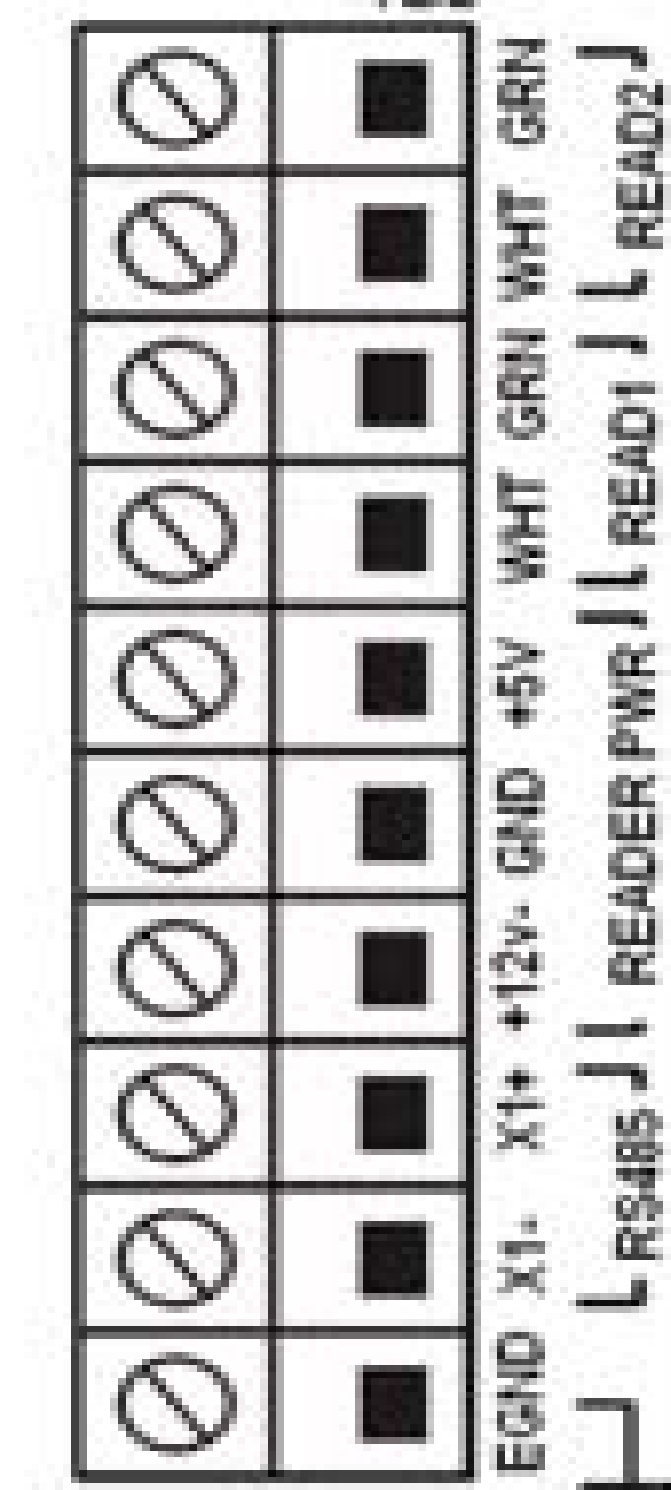 EGND X1- X1+ +12v- GND +5V WHT GRN WHT GRN
RS485 READER PWR READ1 READ2